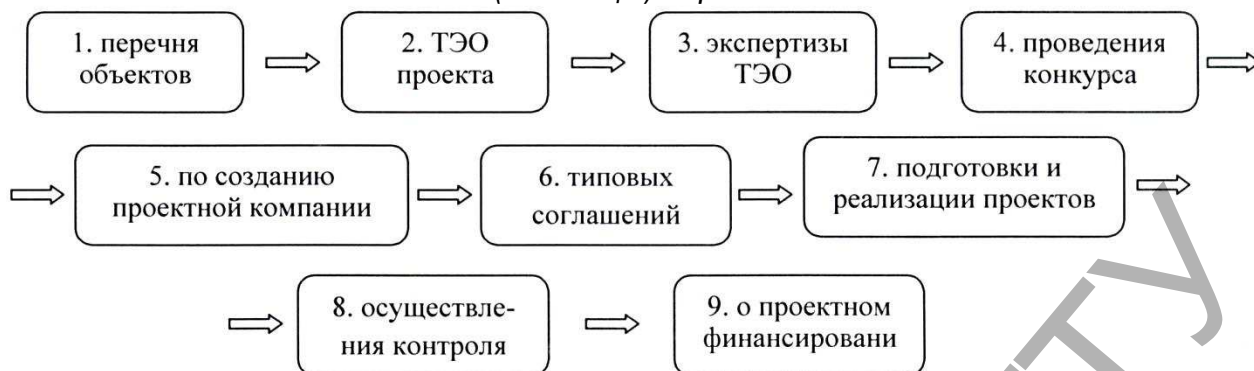 1. перечня
объектов
2. ТЭО
проекта
3. экспертизы
ТЭО
4. проведения
конкурса
5. по созданию
проектной компании
6. типовых
соглашений
7. подготовки и
реализации проектов
8. осуществле-
ния контроля
9. о проектном
финансировани
ТУ